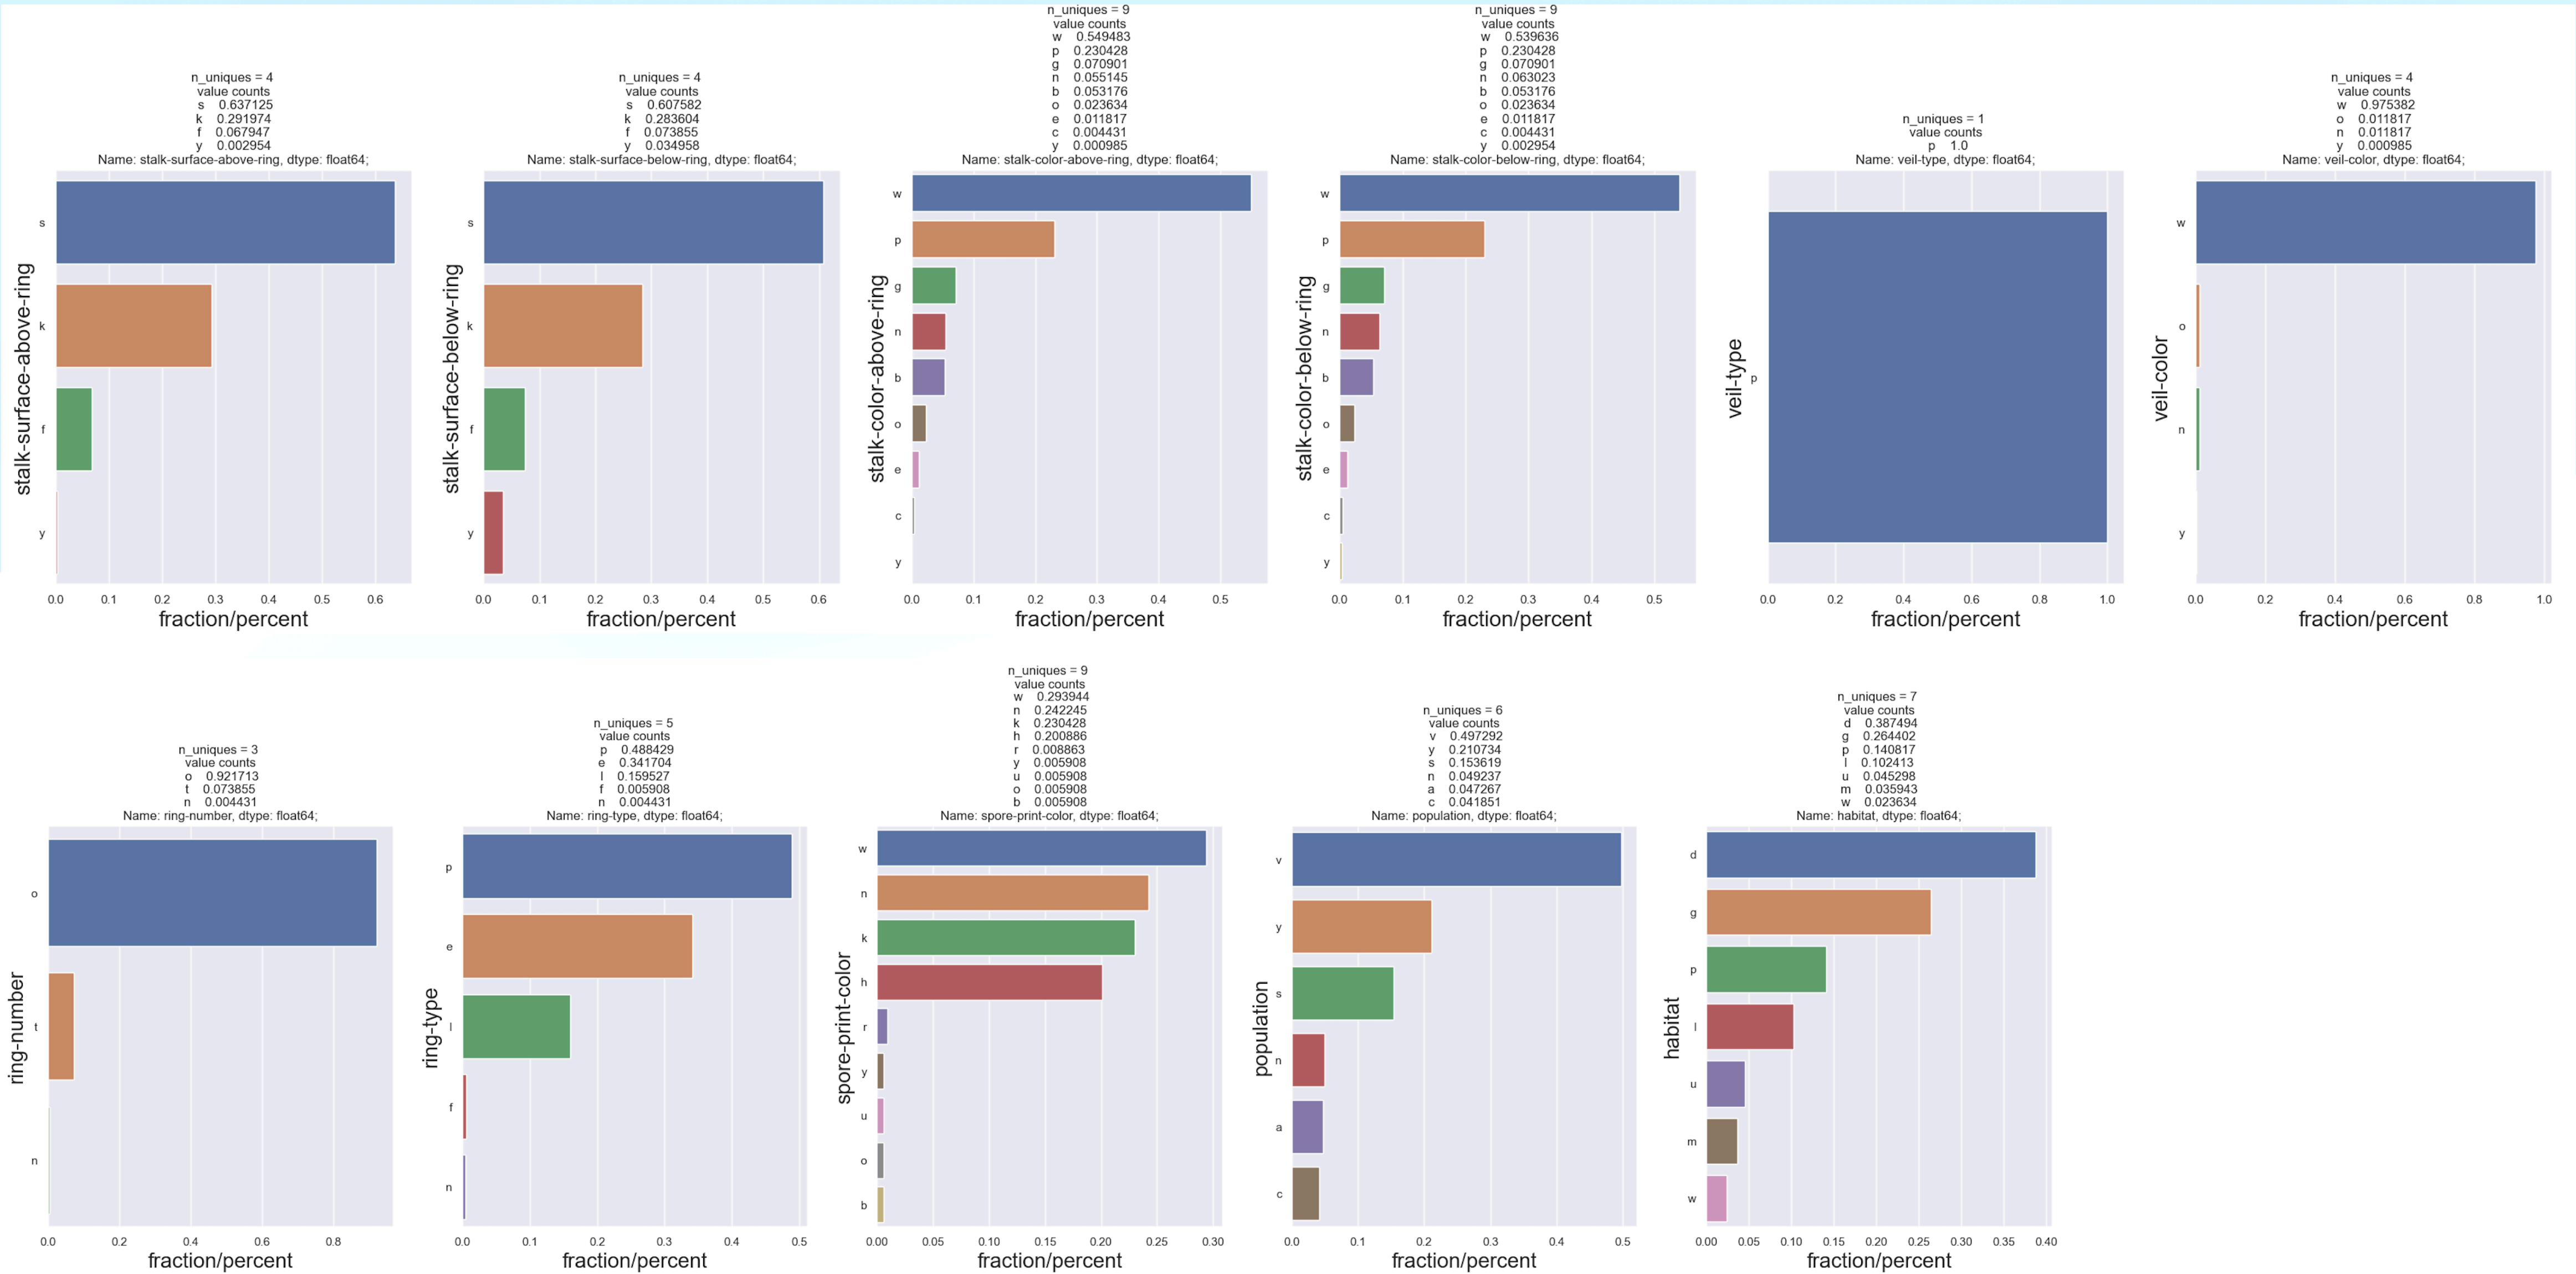 n_uniques = 4
value counts
s 0.637125
k 0.291974
f 0.067947
y 0.002954
Name: stalk-surface-above-ring, dtype: float64;
stalk-surface-above-ring
s
k
f
y
0.0 0.1 0.2 0.3 0.4 0.5 0.6
fraction/percent
n_uniques = 4
value counts
s 0.607582
k 0.283604
f 0.073855
y 0.034958
Name: stalk-surface-below-ring, dtype: float64;
stalk-surface-below-ring
s
k
f
y
0.0 0.1 0.2 0.3 0.4 0.5 0.6
fraction/percent
n_uniques = 9
value counts
w 0.549483
p 0.230428
g 0.070901
n 0.055145
b 0.053176
o 0.023634
e 0.011817
c 0.004431
y 0.000985
Name: stalk-color-above-ring, dtype: float64;
stalk-color-above-ring
w
p
g
n
b
o
e
c
y
0.0 0.1 0.2 0.3 0.4 0.5
fraction/percent
n_uniques = 9
value counts
w 0.539636
p 0.230428
g 0.070901
n 0.063023
b 0.053176
o 0.023634
e 0.011817
c 0.004431
y 0.002954
Name: stalk-color-below-ring, dtype: float64;
stalk-color-below-ring
w
p
g
n
b
o
e
c
y
0.0 0.1 0.2 0.3 0.4 0.5
fraction/percent
n_uniques = 1
value counts
p 1.0
Name: veil-type, dtype: float64;
veil-type
p
0.0 0.2 0.4 0.6 0.8 1.0
fraction/percent
n_uniques = 4
value counts
w 0.975382
o 0.011817
n 0.011817
y 0.000985
Name: veil-color, dtype: float64;
veil-color
w
o
n
y
0.0 0.2 0.4 0.6 0.8 1.0
fraction/percent
n_uniques = 3
value counts
o 0.921713
t 0.073855
n 0.004431
Name: ring-number, dtype: float64;
ring-number
o
t
n
0.0 0.2 0.4 0.6 0.8
fraction/percent
n_uniques = 5
value counts
p 0.488429
e 0.341704
l 0.159527
f 0.005908
n 0.004431
Name: ring-type, dtype: float64;
ring-type
p
e
l
f
n
0.0 0.1 0.2 0.3 0.4 0.5
fraction/percent
n_uniques = 9
value counts
w 0.293944
n 0.242245
k 0.230428
h 0.200886
r 0.008863
y 0.005908
u 0.005908
o 0.005908
b 0.005908
Name: spore-print-color, dtype: float64;
spore-print-color
w
n
k
h
r
y
u
o
b
0.00 0.05 0.10 0.15 0.20 0.25 0.30
fraction/percent
n_uniques = 6
value counts
v 0.497292
y 0.210734
s 0.153619
n 0.049237
a 0.047267
c 0.041851
Name: population, dtype: float64;
population
v
y
s
n
a
c
0.0 0.1 0.2 0.3 0.4 0.5
fraction/percent
n_uniques = 7
value counts
d 0.387494
g 0.264402
p 0.140817
l 0.102413
u 0.045298
m 0.035943
w 0.023634
Name: habitat, dtype: float64;
habitat
d
g
p
l
u
m
w
0.00 0.05 0.10 0.15 0.20 0.25 0.30 0.35 0.40
fraction/percent